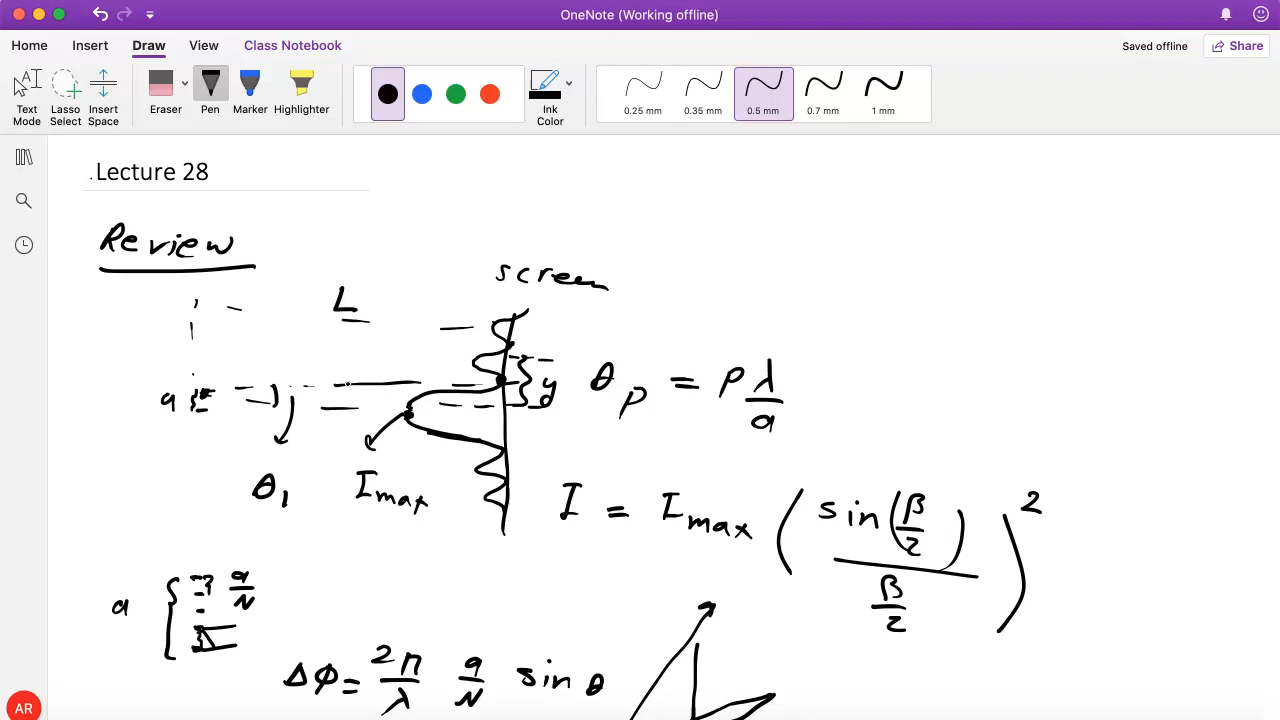 OneNote (Working offline)
Home Insert Draw View Class Notebook
Saved offline Share
Text Mode
Lasso Select
Insert Space
Eraser
Pen
Marker
Highlighter
Ink Color
0.25 mm
0.35 mm
0.5 mm
0.7 mm
1 mm
.Lecture 28
Review
screen
L
a
y
θp = p λ/a
θ1
Imax
I = Imax (sin(β/2) / (β/2))²
a
a/N
Δφ = 2π/λ a/N sin θ
AR